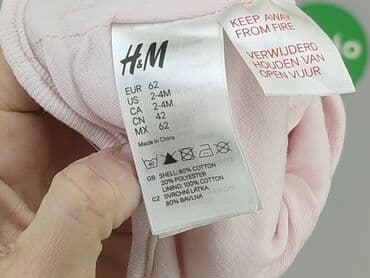 KEEP AWAY
FROM FIRE
VERWIJDERD
HOUDEN VAN
OPEN VUUR
H&M
EUR 62
US 2-4M
CA 2-4M
CN 42
MX 62
Made in China
GB SHELL: 80% COTTON
20% POLYESTER
LINING: 100% COTTON
CZ SVRCHNÍ LÁTKA
80% BAVLNA